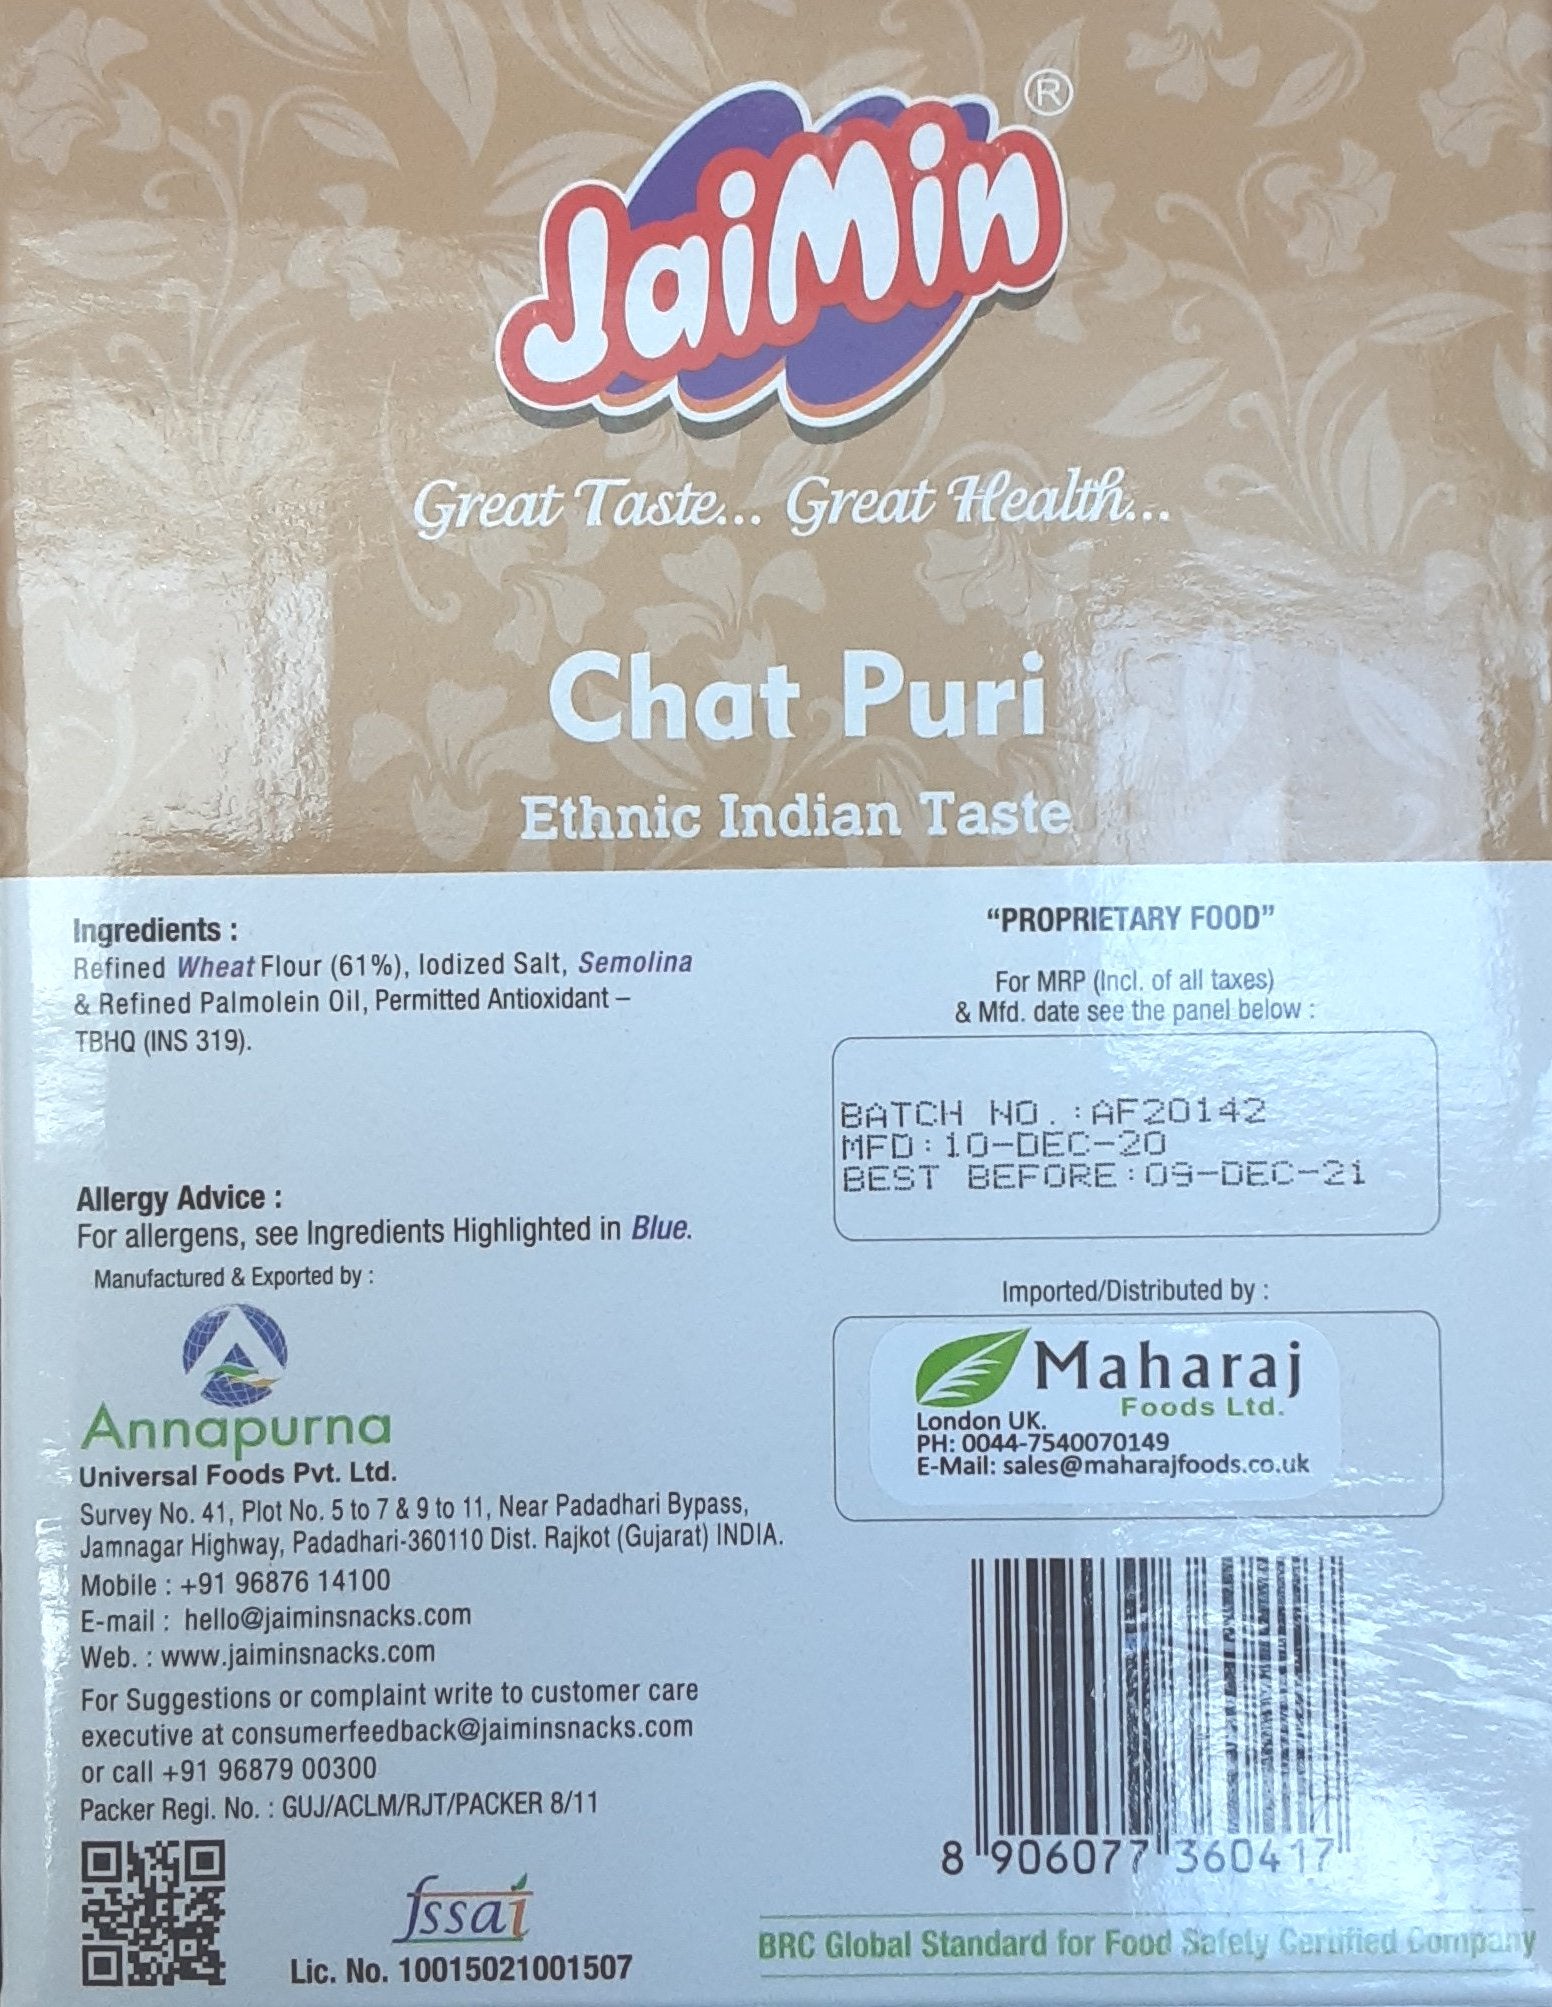 JaiMin ®
Great Taste... Great Health...
Chat Puri
Ethnic Indian Taste
Ingredients :
Refined Wheat Flour (61%), Iodized Salt, Semolina
& Refined Palmolein Oil, Permitted Antioxidant –
TBHQ (INS 319).
Allergy Advice :
For allergens, see Ingredients Highlighted in Blue.
Manufactured & Exported by :
Annapurna
Universal Foods Pvt. Ltd.
Survey No. 41, Plot No. 5 to 7 & 9 to 11, Near Padadhari Bypass,
Jamnagar Highway, Padadhari-360110 Dist. Rajkot (Gujarat) INDIA.
Mobile : +91 96876 14100
E-mail : hello@jaiminsnacks.com
Web. : www.jaiminsnacks.com
For Suggestions or complaint write to customer care
executive at consumerfeedback@jaiminsnacks.com
or call +91 96879 00300
Packer Regi. No. : GUJ/ACLM/RJT/PACKER 8/11
fssai
Lic. No. 10015021001507
"PROPRIETARY FOOD"
For MRP (Incl. of all taxes)
& Mfd. date see the panel below :
BATCH NO. : AF20142
MFD : 10-DEC-20
BEST BEFORE : 09-DEC-21
Imported/Distributed by :
Maharaj
Foods Ltd.
London UK.
PH: 0044-7540070149
E-Mail: sales@maharajfoods.co.uk
8 906077 360417
BRC Global Standard for Food Safety Certified Company